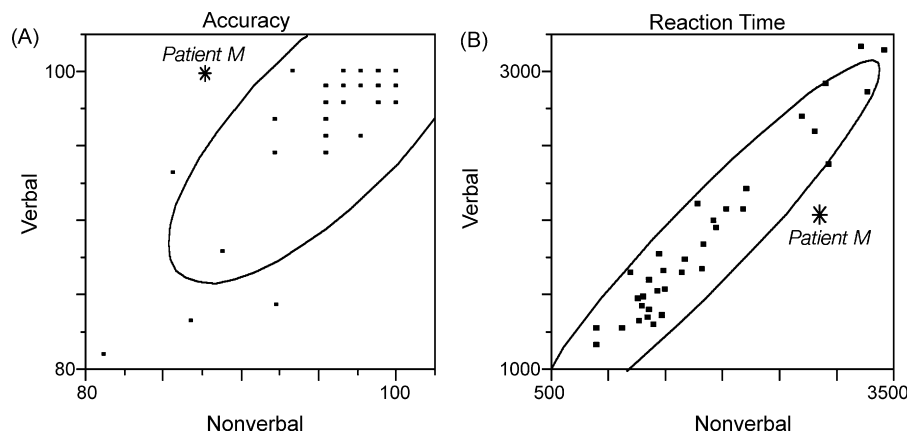 (A)
Accuracy
Patient M
100
Verbal
80
80
100
Nonverbal
(B)
Reaction Time
3000
Verbal
Patient M
1000
500
3500
Nonverbal